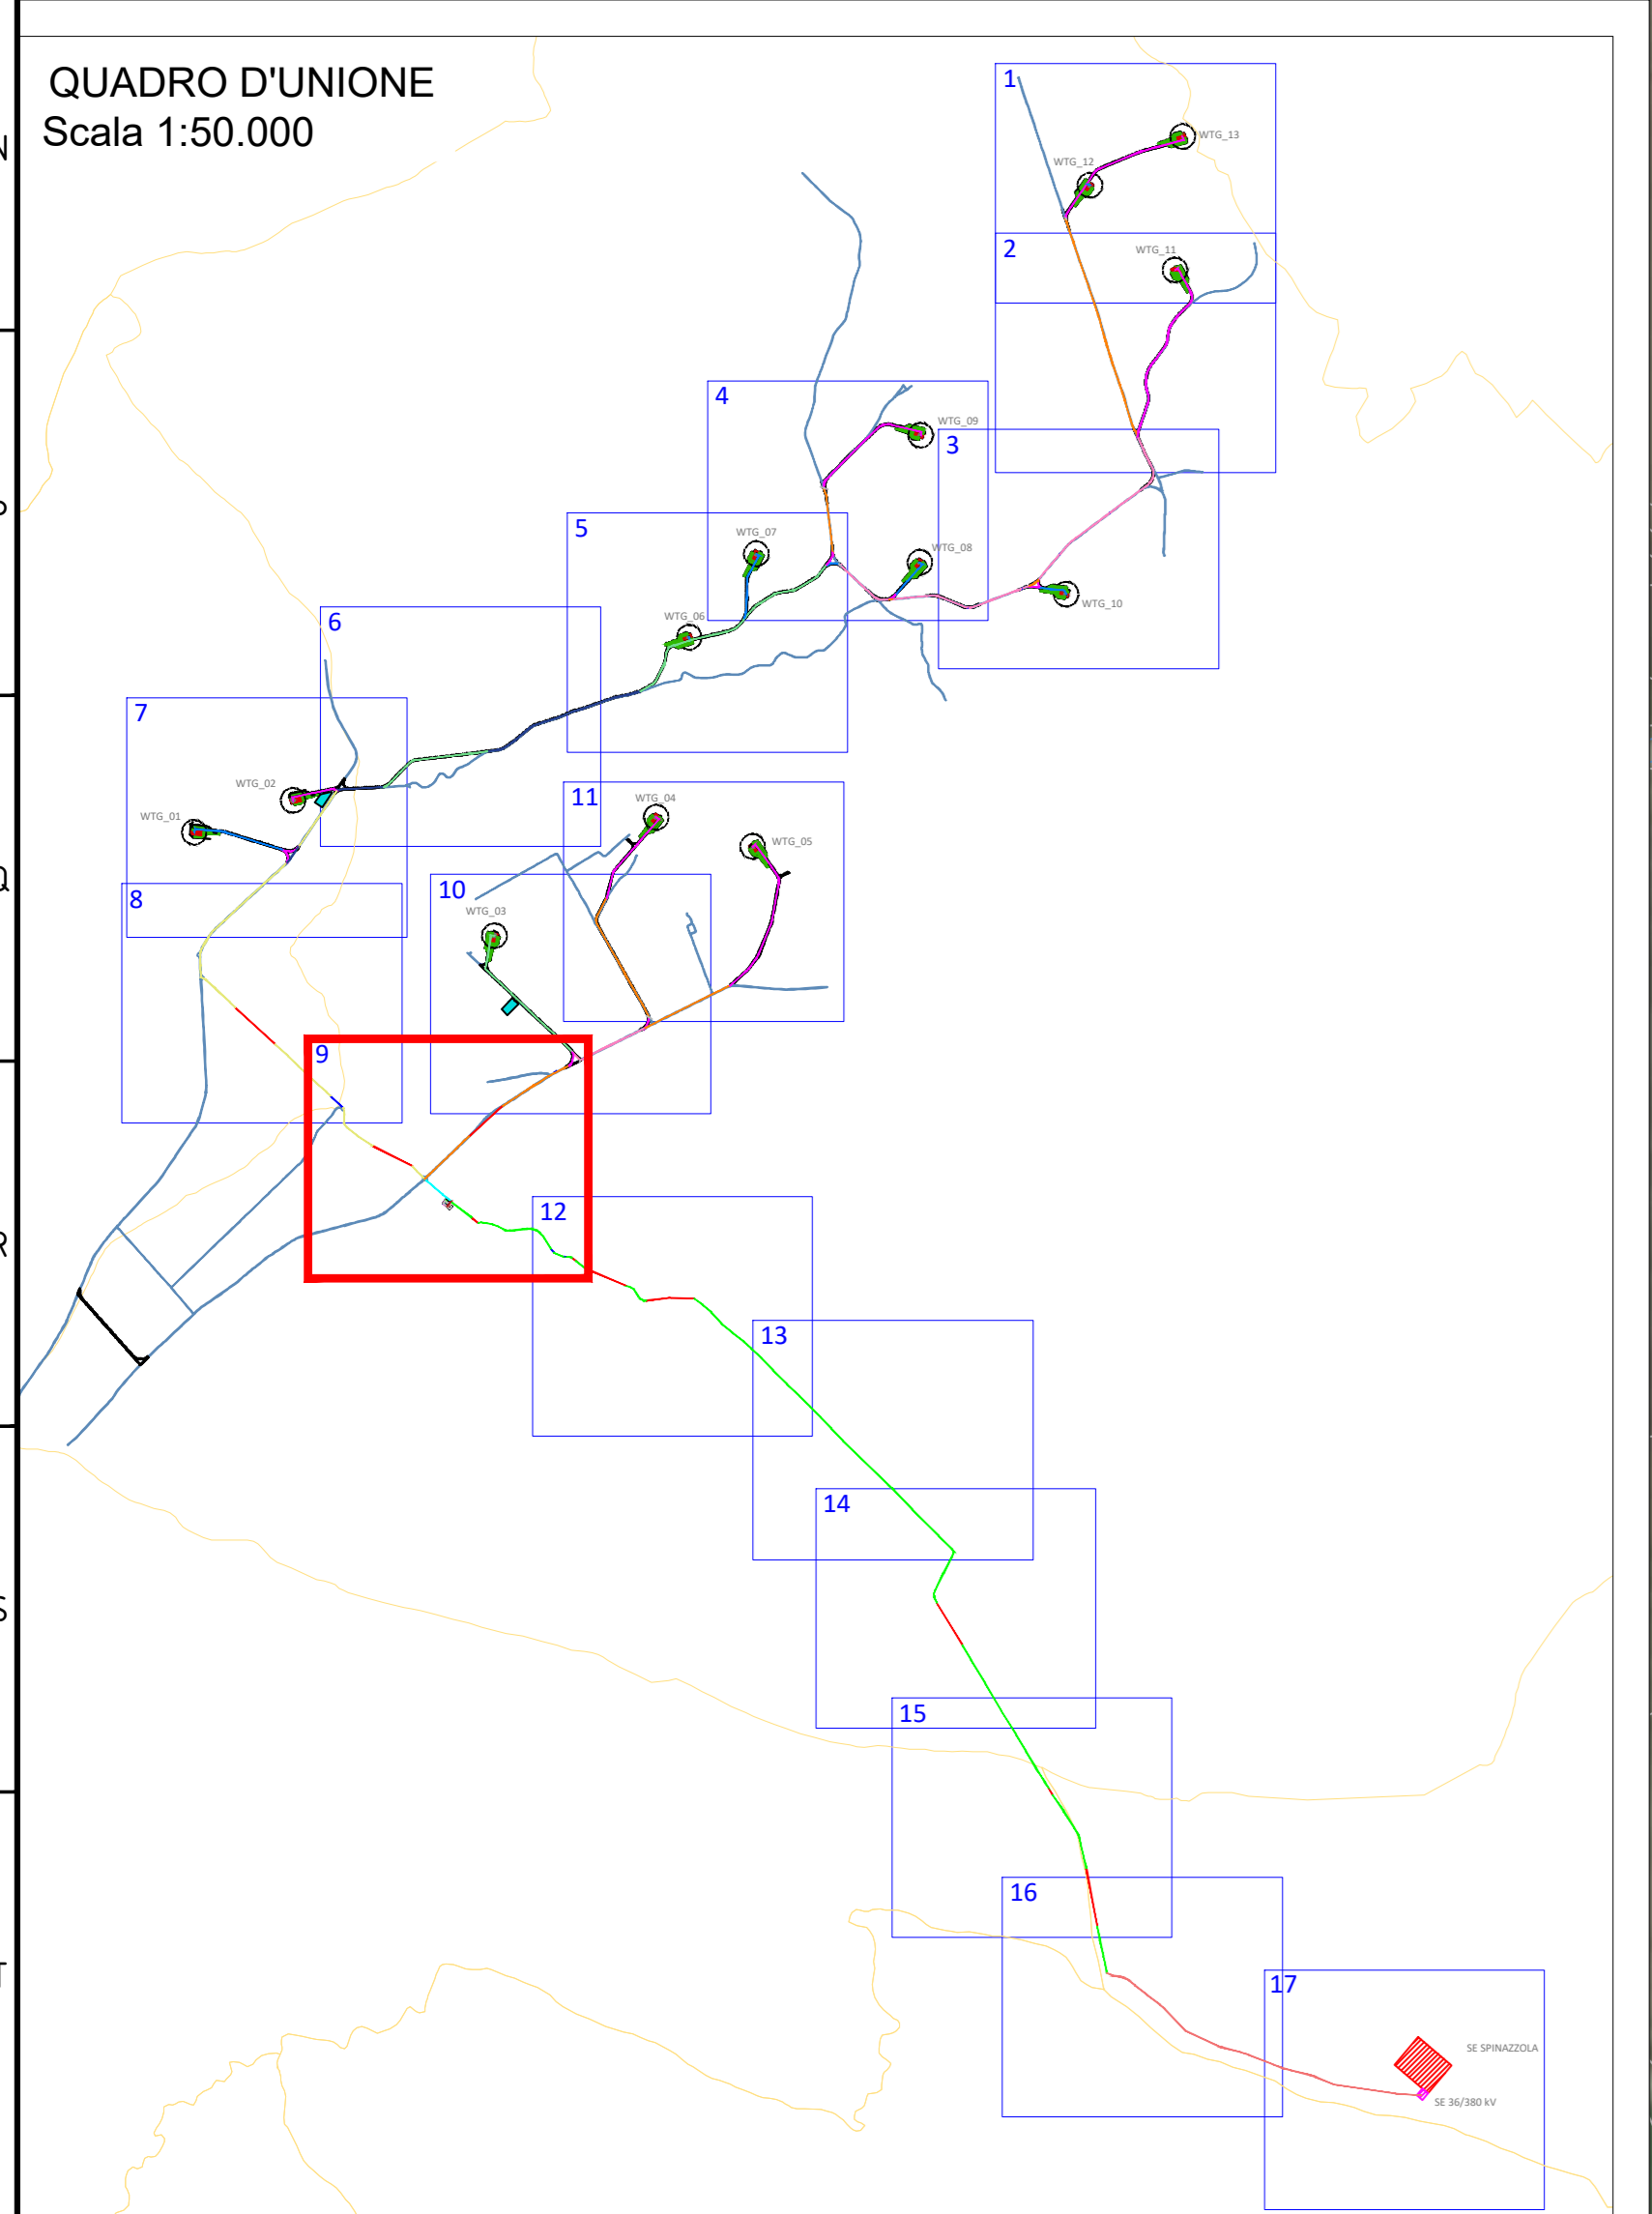 QUADRO D'UNIONE
Scala 1:50.000
1
WTG_13
WTG_12
2
WTG_11
4
WTG_09
3
5
WTG_07
WTG_08
WTG_10
6
WTG_06
7
WTG_02
WTG_01
11
WTG_04
WTG_05
8
10
WTG_03
9
12
13
14
15
16
17
SE SPINAZZOLA
SE 36/380 kV
N
Q
R
S
T